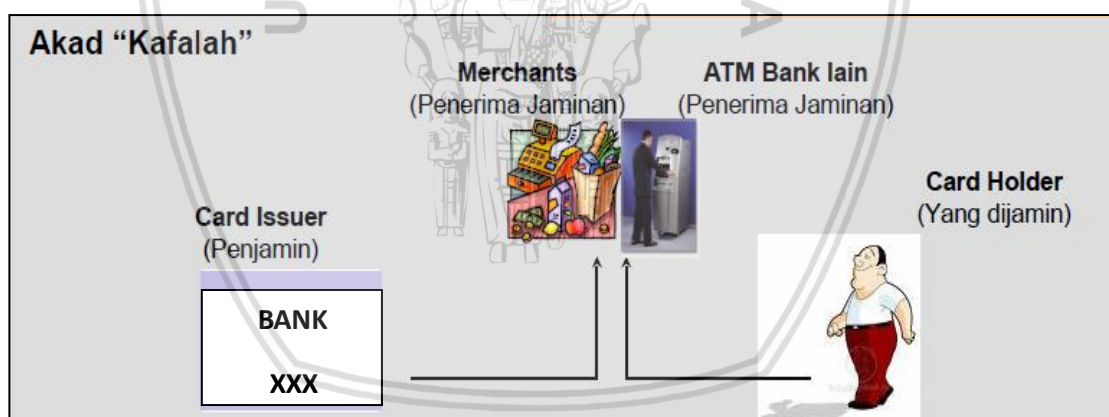 Akad “Kafalah”
Merchants
(Penerima Jaminan)
ATM Bank lain
(Penerima Jaminan)
Card Holder
(Yang dijamin)
Card Issuer
(Penjamin)
BANK
XXX